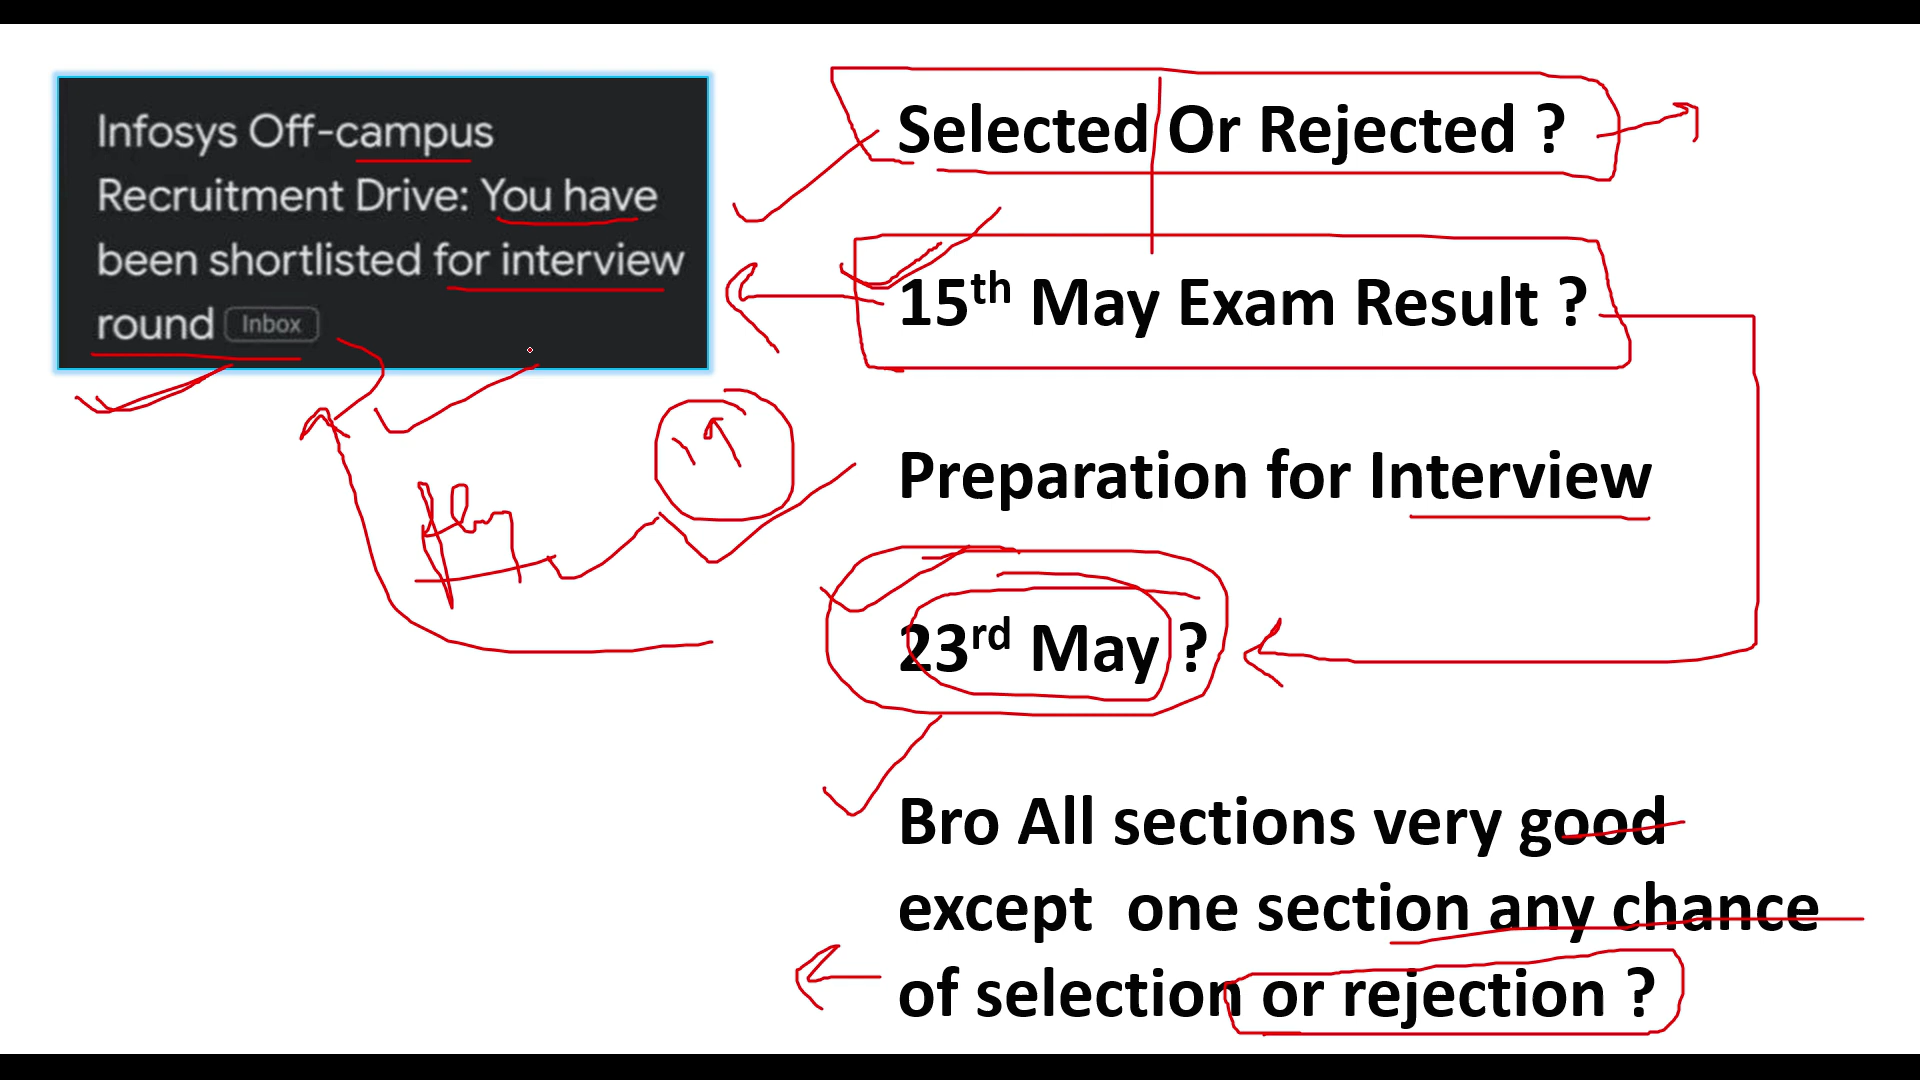 Infosys Off-campus
Recruitment Drive: You have
been shortlisted for interview
round Inbox
Selected Or Rejected ?
15th May Exam Result ?
Preparation for Interview
23rd May ?
Bro All sections very good
except one section any chance
of selection or rejection ?